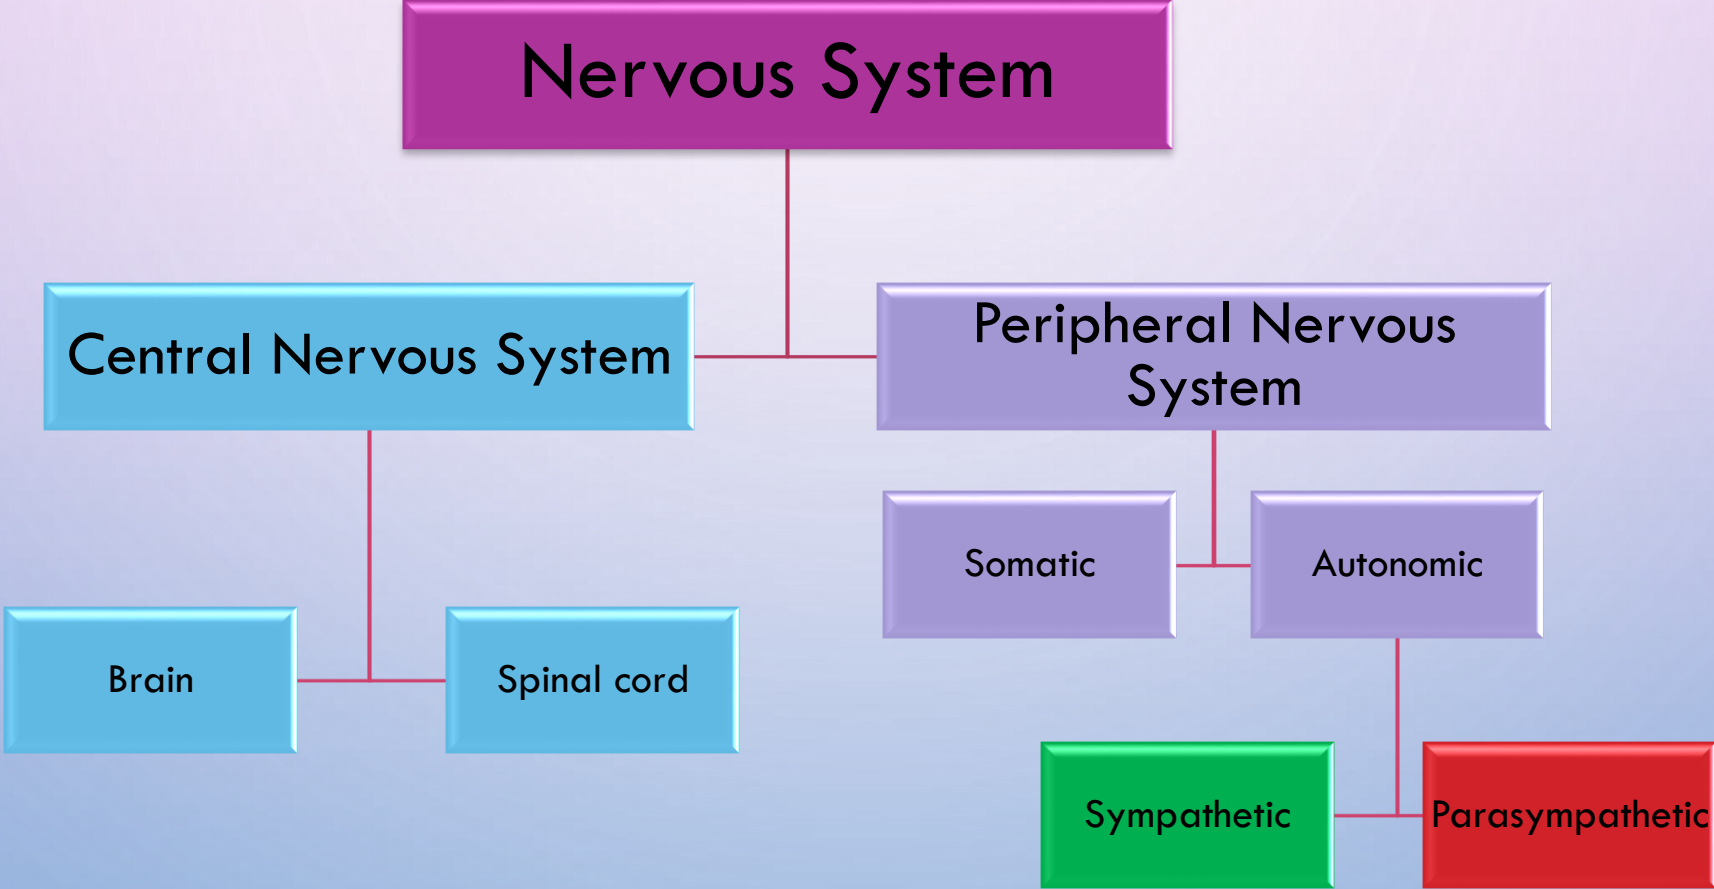 Nervous System
Central Nervous System
Peripheral Nervous
System
Somatic
Autonomic
Brain
Spinal cord
Sympathetic
Parasympathetic